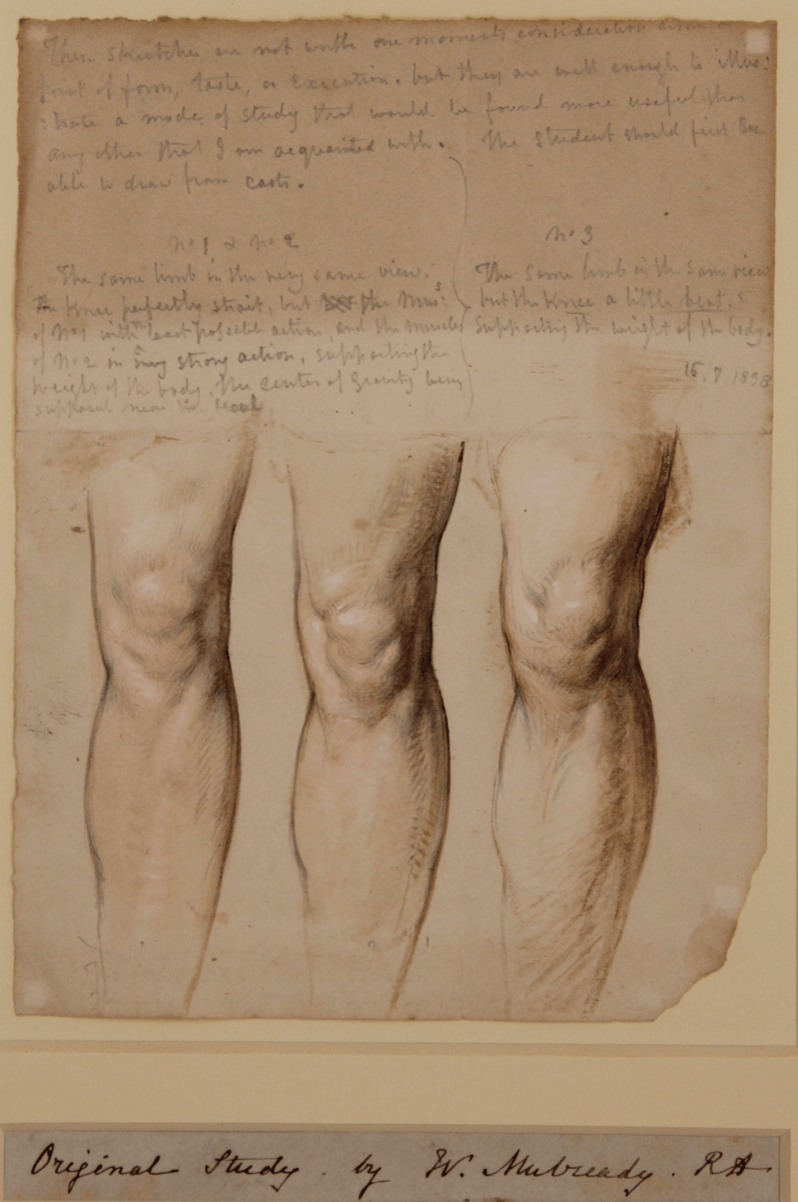 These sketches are not worth one moments consideration
point of form, taste, or Execution. but they are well enough to illus:
:trate a mode of study that would be found more useful than
any other that I am acquainted with. The Student should first be
able to draw from casts.
No 1 & No 2
The same limb in the very same view.
The Knee perfectly strait, but the Mus:s
of No 1 with the least possible action, and the muscles
of No 2 in very strong action, supporting the
weight of the body, the center of gravity being
supposed near the heel
No 3
The same limb in the same view
but the Knee a little bent,
Supporting the weight of the body.
15/7 1838
Original Study by W. Mulready. RA.